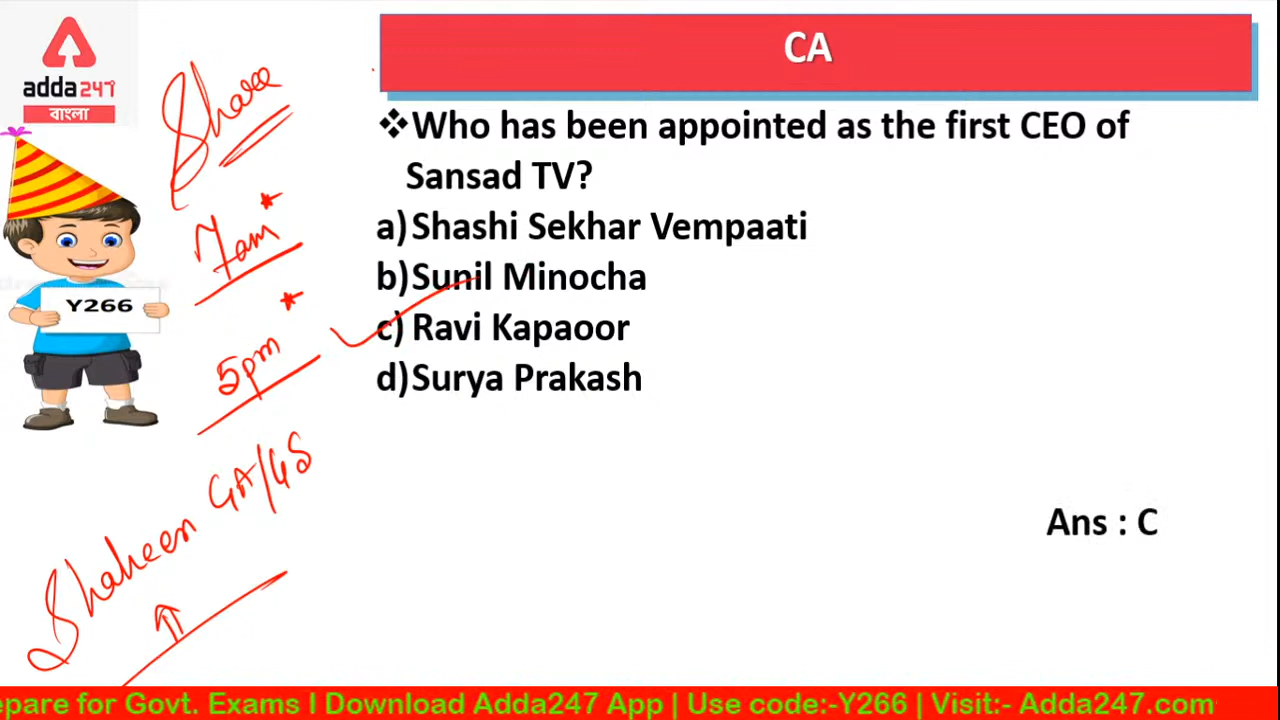 adda247
বাংলা
CA
❖Who has been appointed as the first CEO of
Sansad TV?
a)Shashi Sekhar Vempaati
b)Sunil Minocha
c) Ravi Kapaoor
d)Surya Prakash
Ans : C
Share
7am
5pm
Shaheen GA/GS
Y266
epare for Govt. Exams I Download Adda247 App | Use code:-Y266 | Visit:- Adda247.com